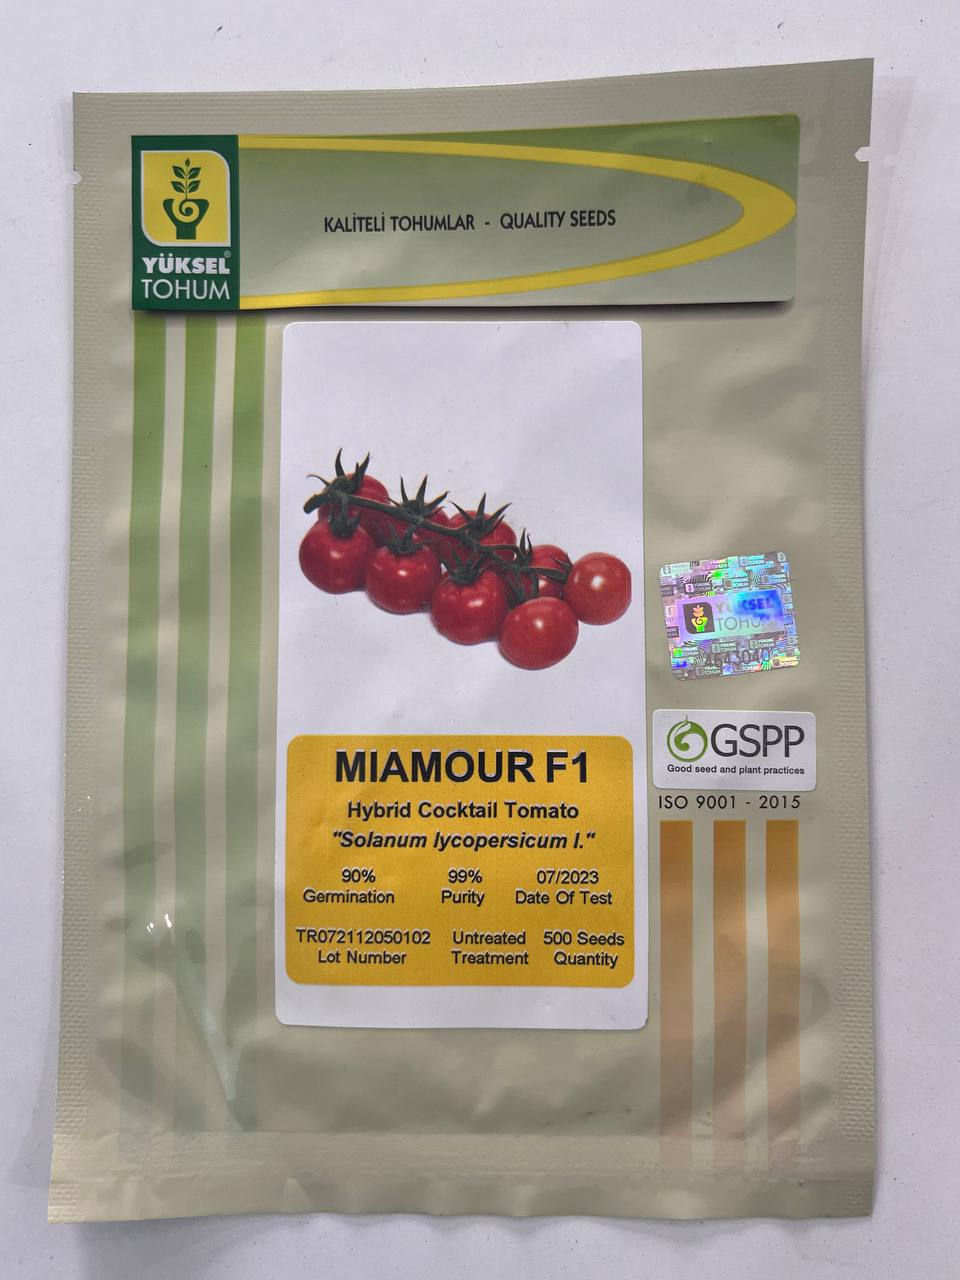 YÜKSEL®
TOHUM
KALİTELİ TOHUMLAR - QUALITY SEEDS
YÜKSEL
TOHUM
GSPP
Good seed and plant practices
ISO 9001 - 2015
MIAMOUR F1
Hybrid Cocktail Tomato
"Solanum lycopersicum l."
90% 99% 07/2023
Germination Purity Date Of Test
TR072112050102 Untreated 500 Seeds
Lot Number Treatment Quantity